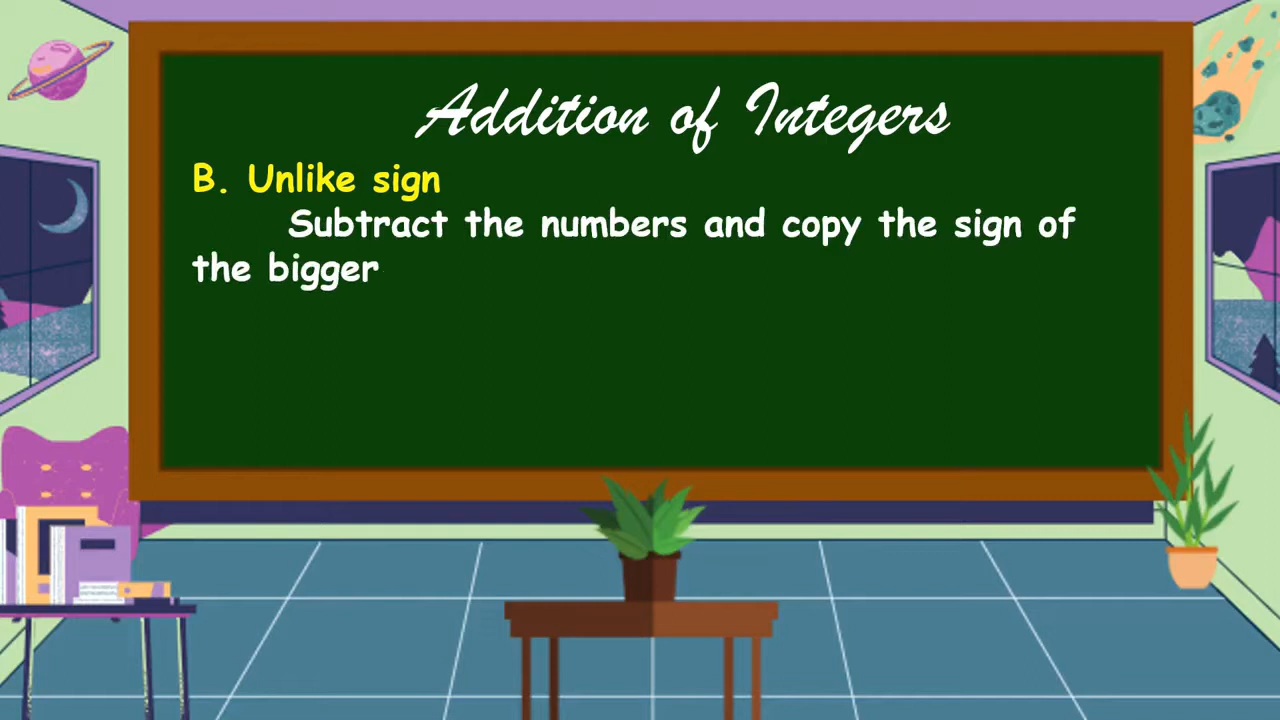 Addition of Integers
B. Unlike sign
Subtract the numbers and copy the sign of
the bigger